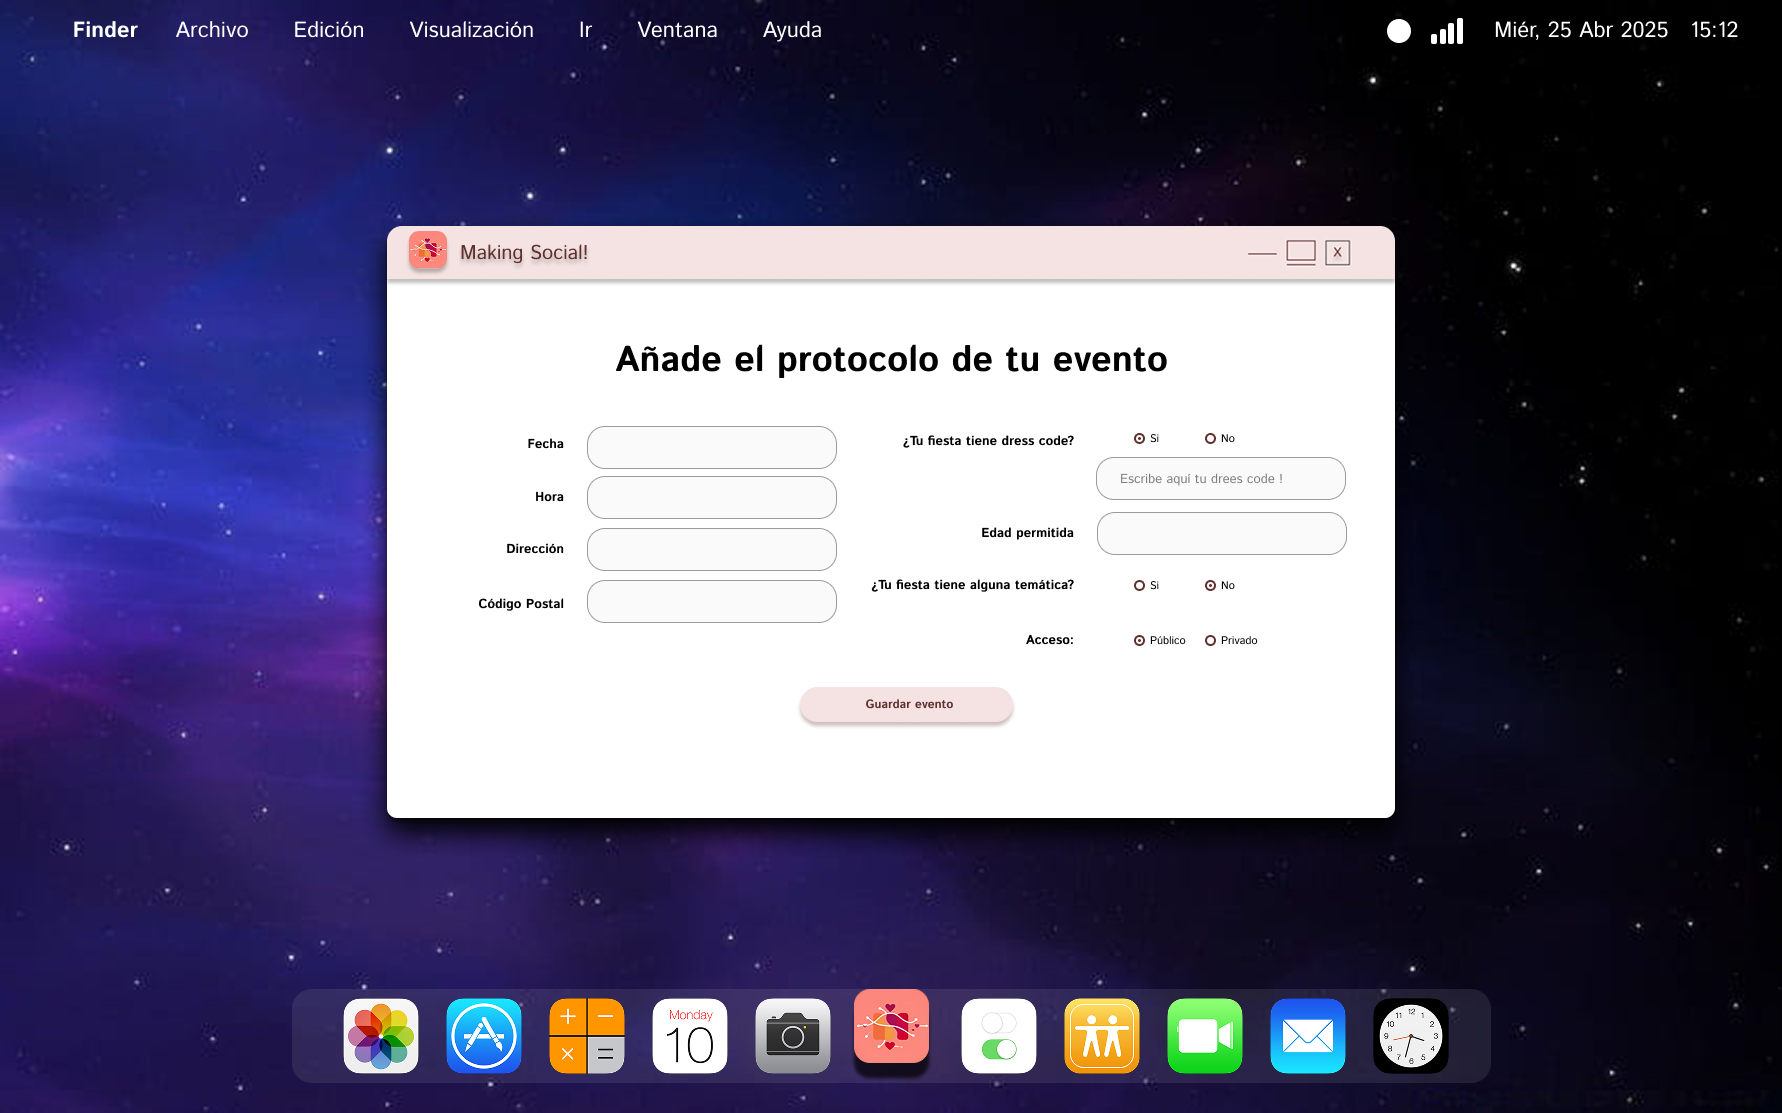 Finder Archivo Edición Visualización Ir Ventana Ayuda Miér, 25 Abr 2025 15:12
Making Social! X
Añade el protocolo de tu evento
Fecha
Hora
Dirección
Código Postal
¿Tu fiesta tiene dress code? Si No
Escribe aquí tu drees code !
Edad permitida
¿Tu fiesta tiene alguna temática? Si No
Acceso: Público Privado
Guardar evento
Monday
10
12 1 2 3 4 5 6 7 8 9 10 11